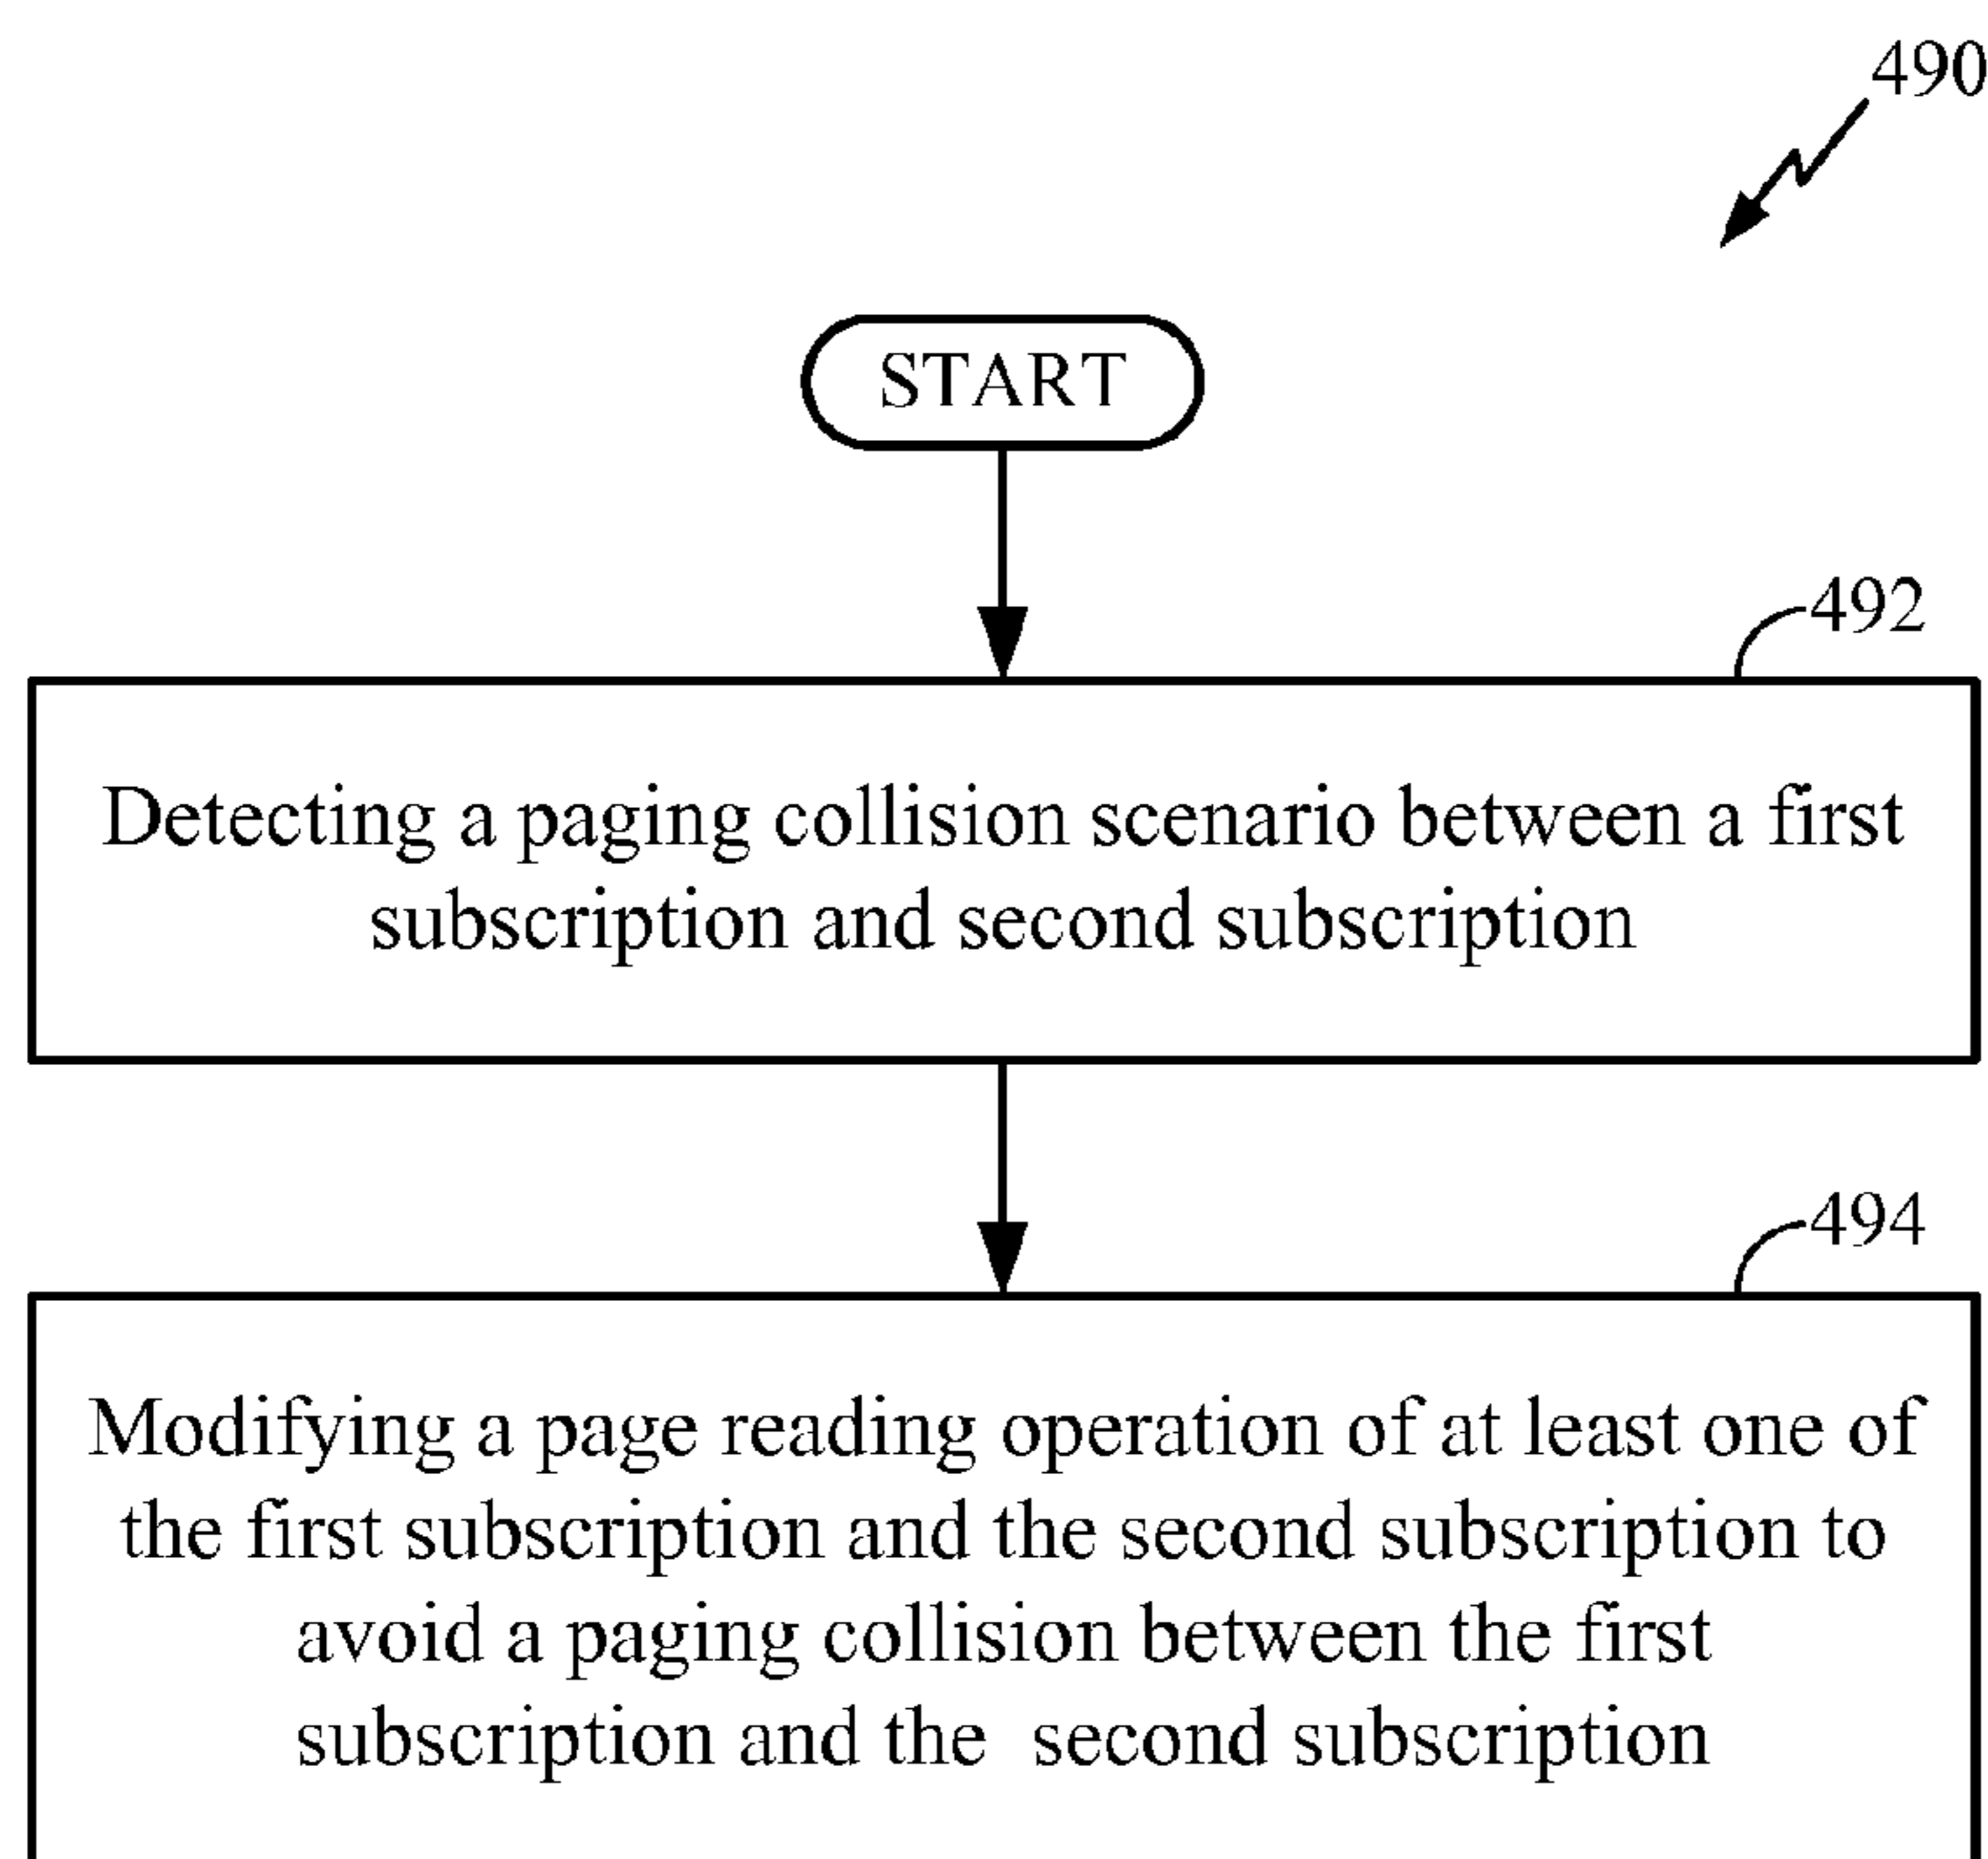 490
START
492
Detecting a paging collision scenario between a first
subscription and second subscription
494
Modifying a page reading operation of at least one of
the first subscription and the second subscription to
avoid a paging collision between the first
subscription and the second subscription